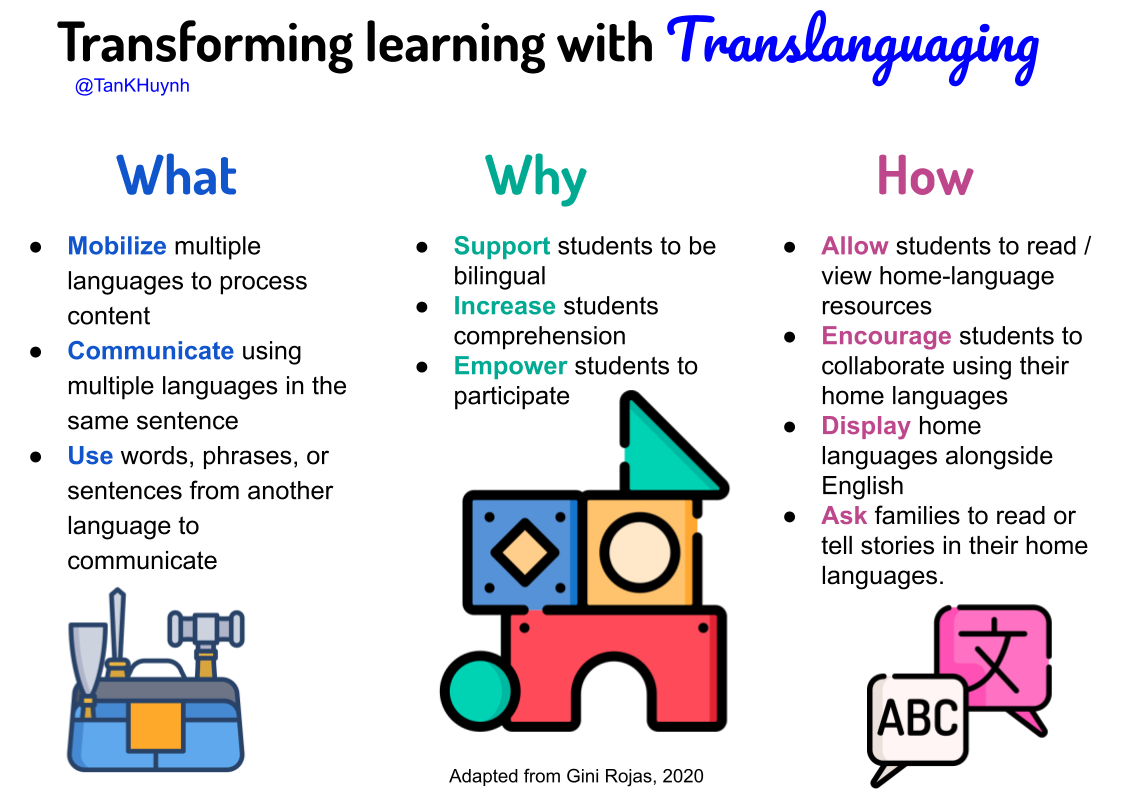 Transforming learning with Translanguaging
@TanKHuynh
What
● Mobilize multiple
languages to process
content
● Communicate using
multiple languages in the
same sentence
● Use words, phrases, or
sentences from another
language to
communicate
Why
● Support students to be
bilingual
● Increase students
comprehension
● Empower students to
participate
How
● Allow students to read /
view home-language
resources
● Encourage students to
collaborate using their
home languages
● Display home
languages alongside
English
● Ask families to read or
tell stories in their home
languages.
文
ABC
Adapted from Gini Rojas, 2020